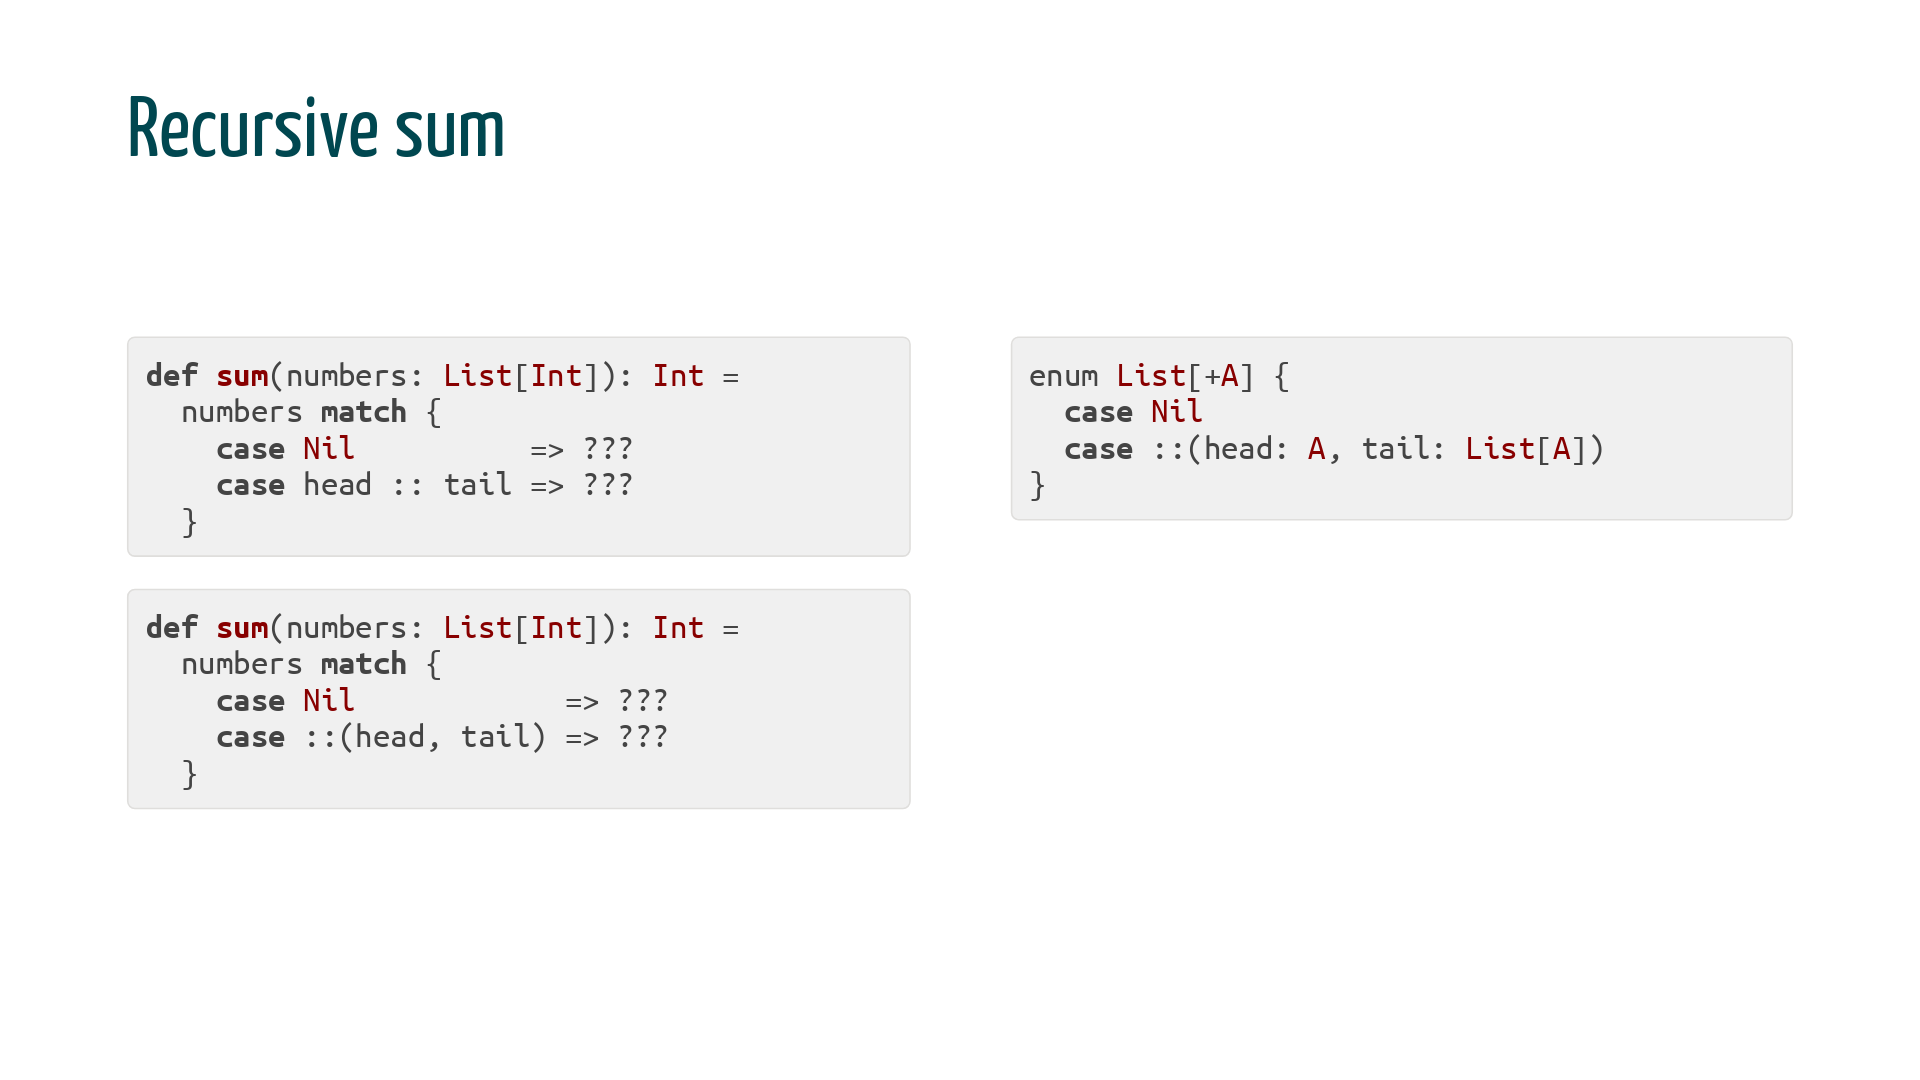 Recursive sum
def sum(numbers: List[Int]): Int =
  numbers match {
    case Nil          => ???
    case head :: tail => ???
  }
def sum(numbers: List[Int]): Int =
  numbers match {
    case Nil            => ???
    case ::(head, tail) => ???
  }
enum List[+A] {
  case Nil
  case ::(head: A, tail: List[A])
}